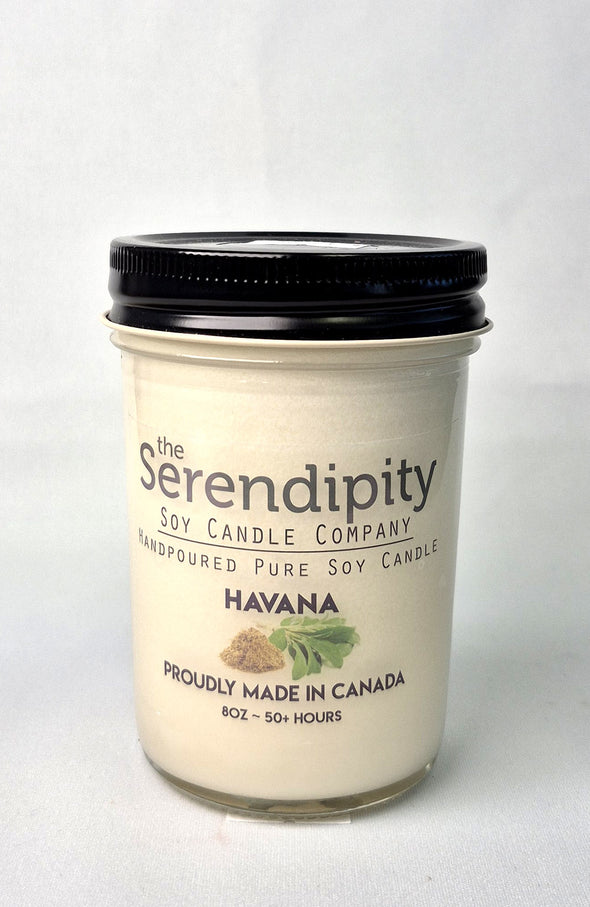 the
Serendipity
SOY CANDLE COMPANY
HANDPOURED PURE SOY CANDLE
HAVANA
PROUDLY MADE IN CANADA
8OZ ~ 50+ HOURS